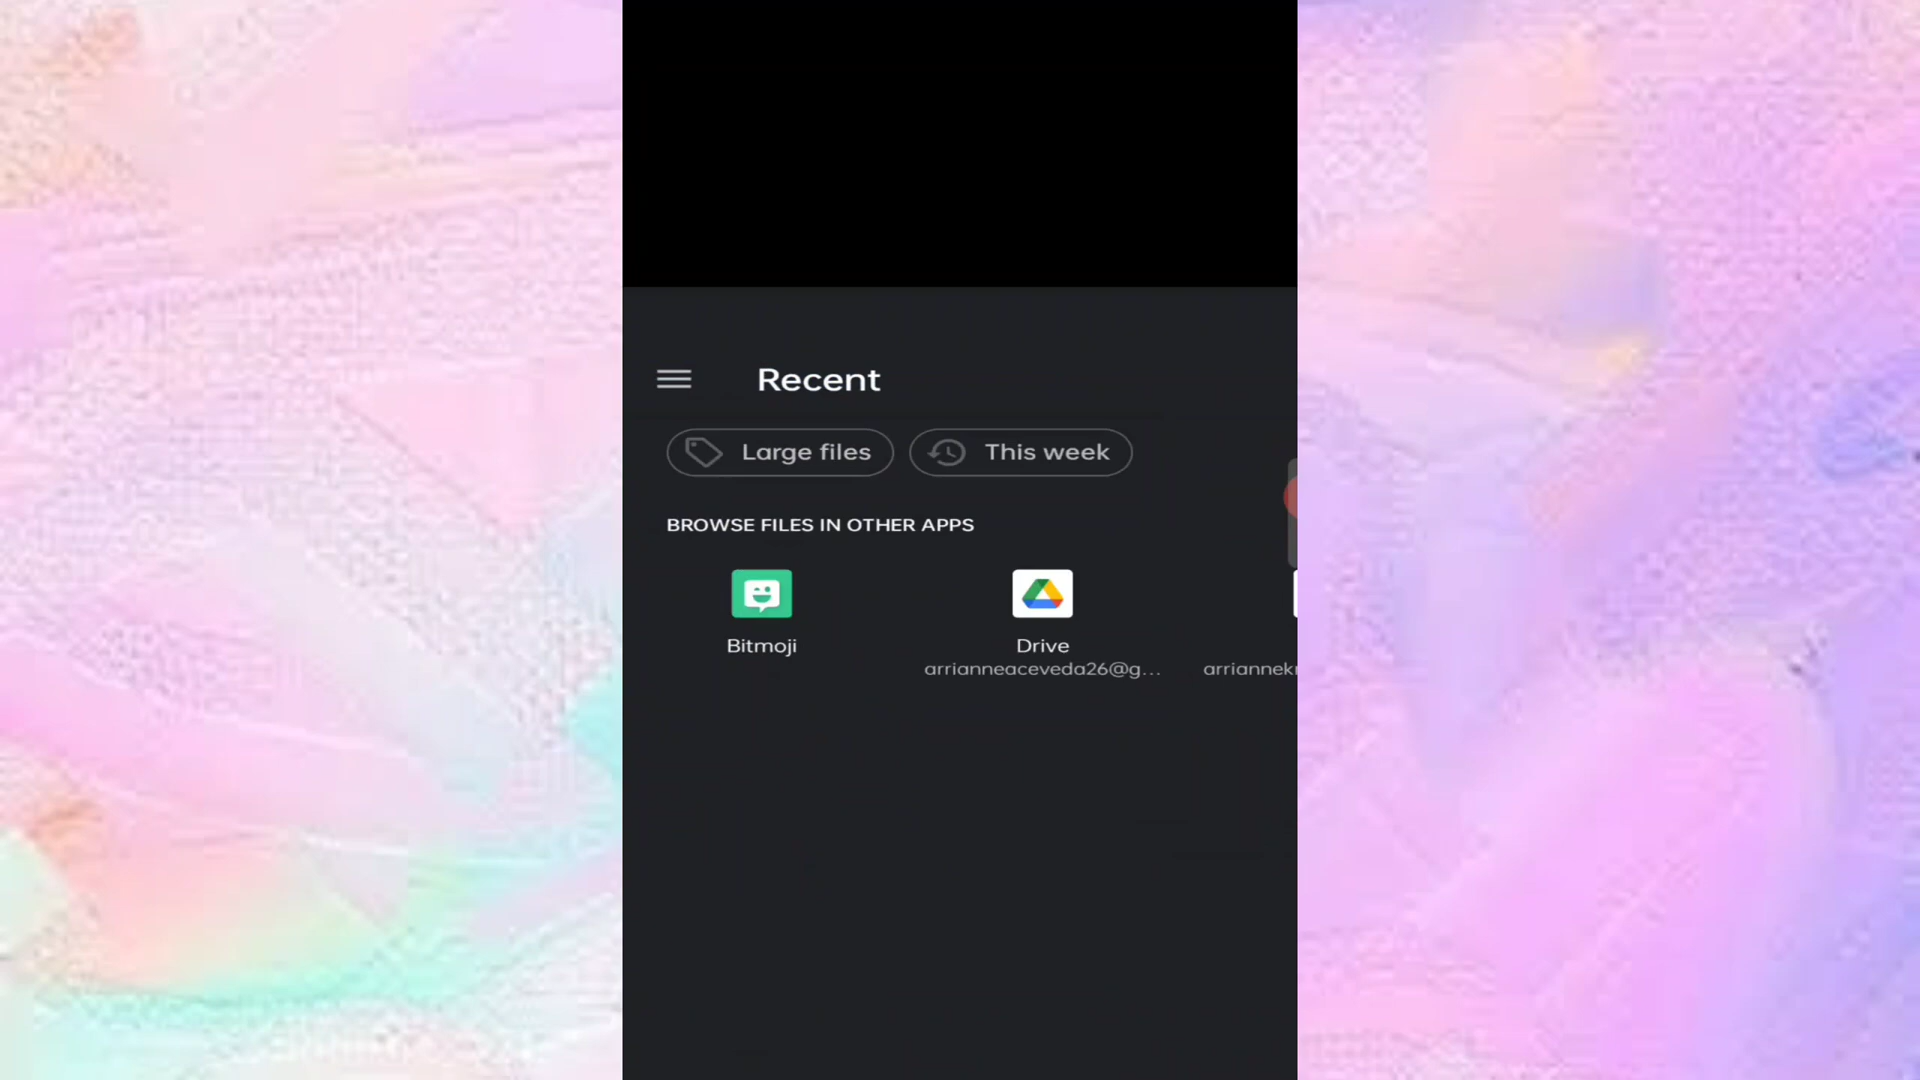 Recent
Large files
This week
BROWSE FILES IN OTHER APPS
Bitmoji
Drive
arrianneaceveda26@g...